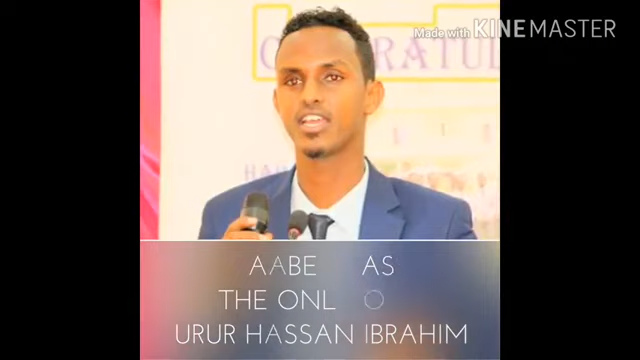 Made with KINEMASTER
AABE AS
THE ONL O
URUR HASSAN IBRAHIM